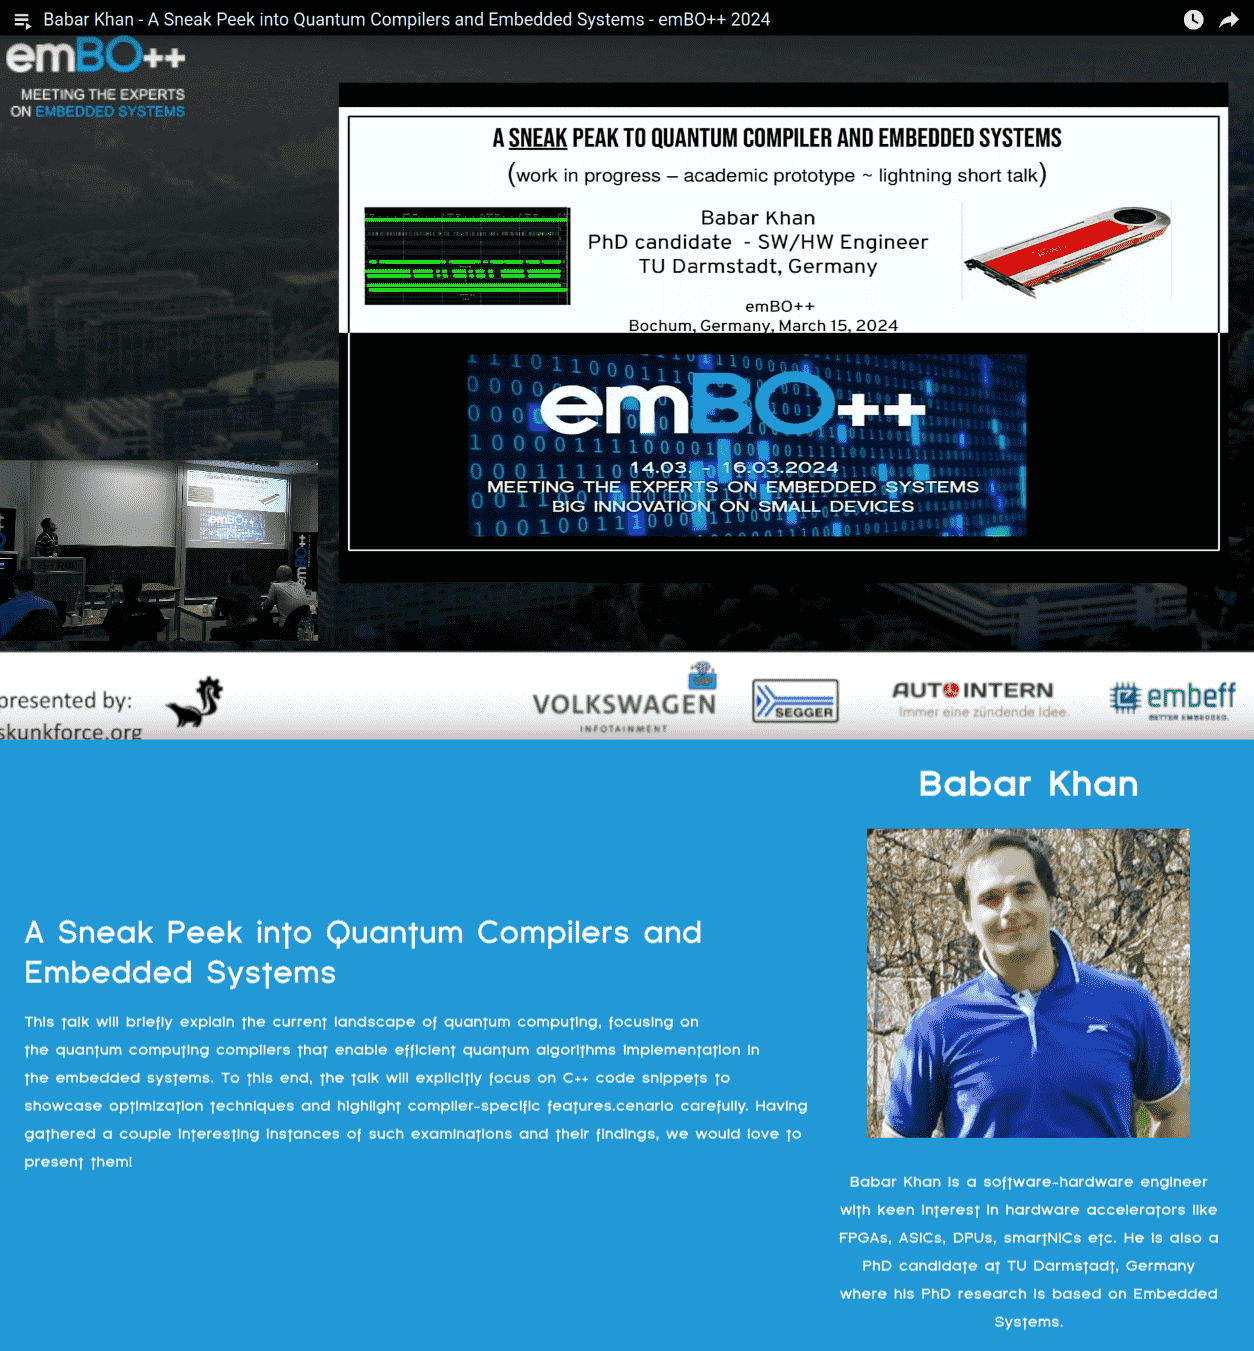 Babar Khan - A Sneak Peek into Quantum Compilers and Embedded Systems - emBO++ 2024
emBO++
MEETING THE EXPERTS
ON EMBEDDED SYSTEMS
A SNEAK PEAK TO QUANTUM COMPILER AND EMBEDDED SYSTEMS
(work in progress – academic prototype ~ lightning short talk)
Babar Khan
PhD candidate - SW/HW Engineer
TU Darmstadt, Germany
emBO++
Bochum, Germany, March 15, 2024
emBO++
14.03. - 16.03.2024
MEETING THE EXPERTS ON EMBEDDED SYSTEMS
BIG INNOVATION ON SMALL DEVICES
emBO++
emBO++
presented by:
skunkforce.org
VOLKSWAGEN
INFOTAINMENT
SEGGER
AUTOINTERN
Immer eine zündende Idee.
embeff
BETTER EMBEDDED.
Babar Khan
A Sneak Peek into Quantum Compilers and
Embedded Systems
This talk will briefly explain the current landscape of quantum computing, focusing on
the quantum computing compilers that enable efficient quantum algorithms implementation in
the embedded systems. To this end, the talk will explicitly focus on C++ code snippets to
showcase optimization techniques and highlight compiler-specific features.cenario carefully. Having
gathered a couple interesting instances of such examinations and their findings, we would love to
present them!
Babar Khan is a software-hardware engineer
with keen interest in hardware accelerators like
FPGAs, ASICs, DPUs, smartNICs etc. He is also a
PhD candidate at TU Darmstadt, Germany
where his PhD research is based on Embedded
Systems.